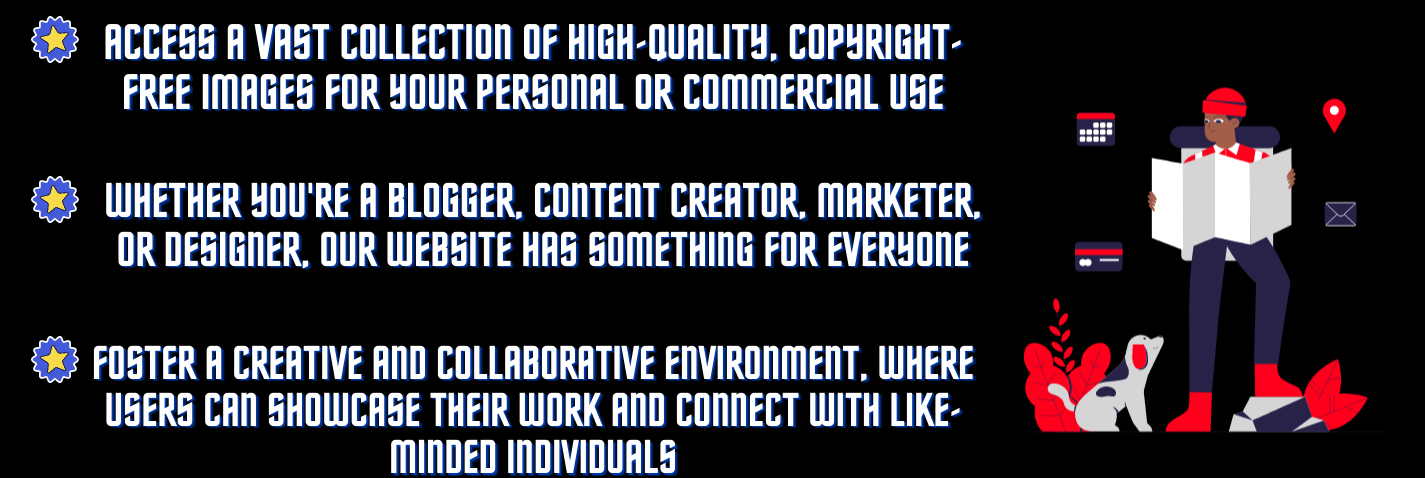 ACCESS A VAST COLLECTION OF HIGH-QUALITY, COPYRIGHT-
FREE IMAGES FOR YOUR PERSONAL OR COMMERCIAL USE
WHETHER YOU'RE A BLOGGER, CONTENT CREATOR, MARKETER,
OR DESIGNER, OUR WEBSITE HAS SOMETHING FOR EVERYONE
FOSTER A CREATIVE AND COLLABORATIVE ENVIRONMENT, WHERE
USERS CAN SHOWCASE THEIR WORK AND CONNECT WITH LIKE-
MINDED INDIVIDUALS